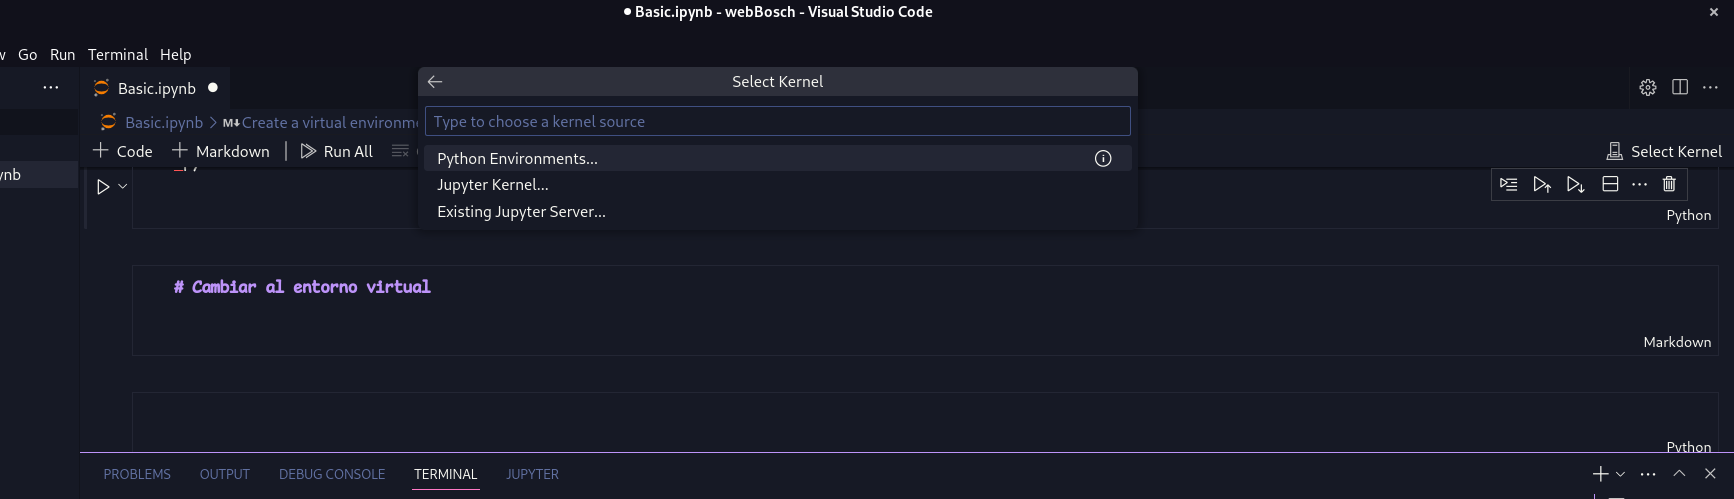 Basic.ipynb - webBosch - Visual Studio Code
Go Run Terminal Help
Basic.ipynb
Select Kernel
Basic.ipynb > M↓ Create a virtual environm
Type to choose a kernel source
+ Code + Markdown Run All
Python Environments...
Select Kernel
ynb
Jupyter Kernel...
Existing Jupyter Server...
Python
# Cambiar al entorno virtual
Markdown
Python
PROBLEMS OUTPUT DEBUG CONSOLE TERMINAL JUPYTER